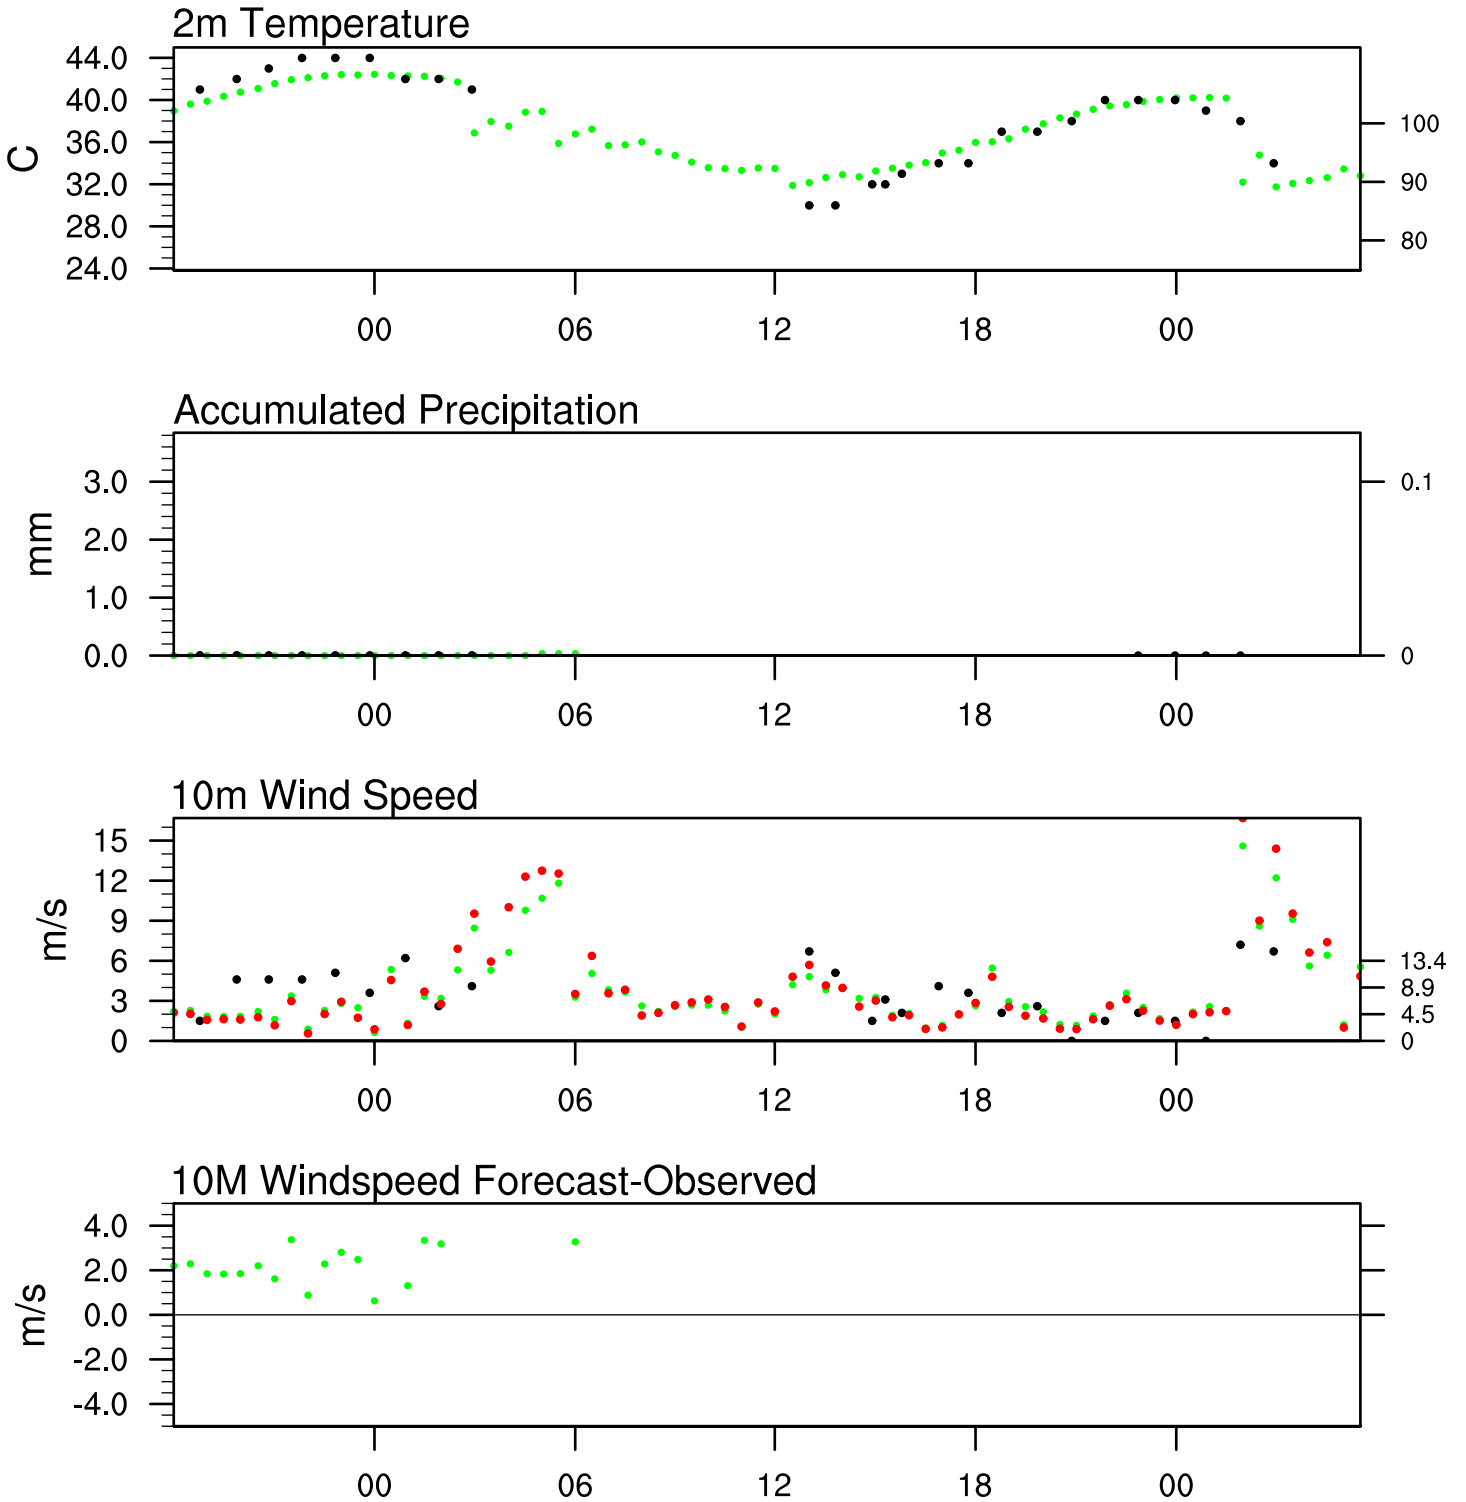 2m Temperature
44.0
40.0
36.0
32.0
28.0
24.0
C
100
90
80
00 06 12 18 00
Accumulated Precipitation
3.0
2.0
1.0
0.0
mm
0.1
0
00 06 12 18 00
10m Wind Speed
15
12
9
6
3
0
m/s
13.4
8.9
4.5
0
00 06 12 18 00
10M Windspeed Forecast-Observed
4.0
2.0
0.0
-2.0
-4.0
m/s
00 06 12 18 00